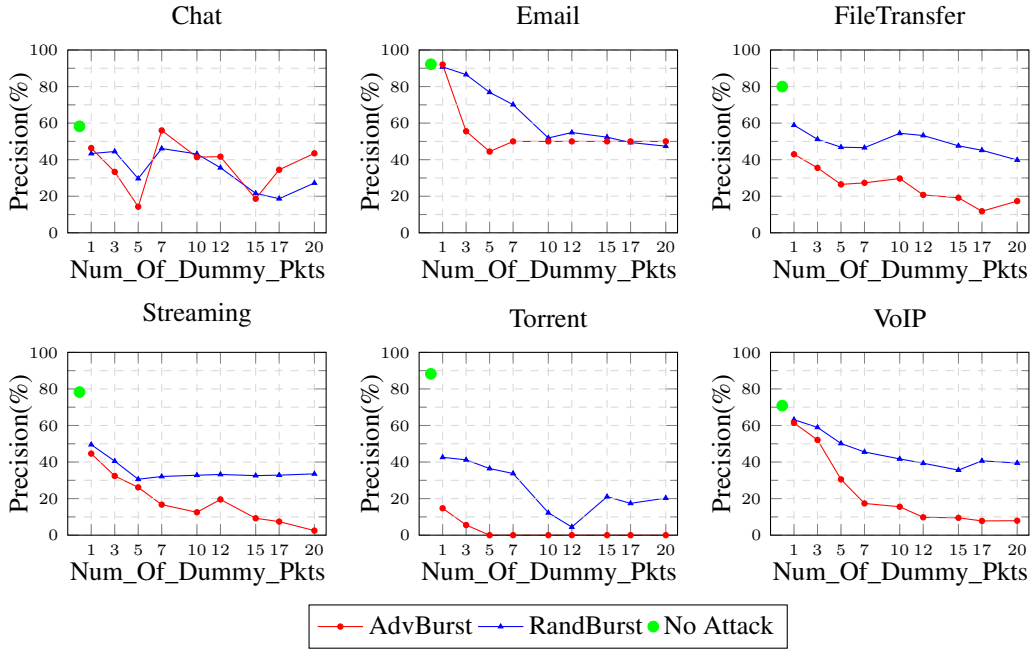 Chat Email FileTransfer
100 100 100
80 80 80
60 60 60
40 40 40
20 20 20
0 0 0
Precision(%) Precision(%) Precision(%)
1 3 5 7 10 12 15 17 20 1 3 5 7 10 12 15 17 20 1 3 5 7 10 12 15 17 20
Num_Of_Dummy_Pkts Num_Of_Dummy_Pkts Num_Of_Dummy_Pkts
Streaming Torrent VoIP
100 100 100
80 80 80
60 60 60
40 40 40
20 20 20
0 0 0
Precision(%) Precision(%) Precision(%)
1 3 5 7 10 12 15 17 20 1 3 5 7 10 12 15 17 20 1 3 5 7 10 12 15 17 20
Num_Of_Dummy_Pkts Num_Of_Dummy_Pkts Num_Of_Dummy_Pkts
AdvBurst RandBurst No Attack